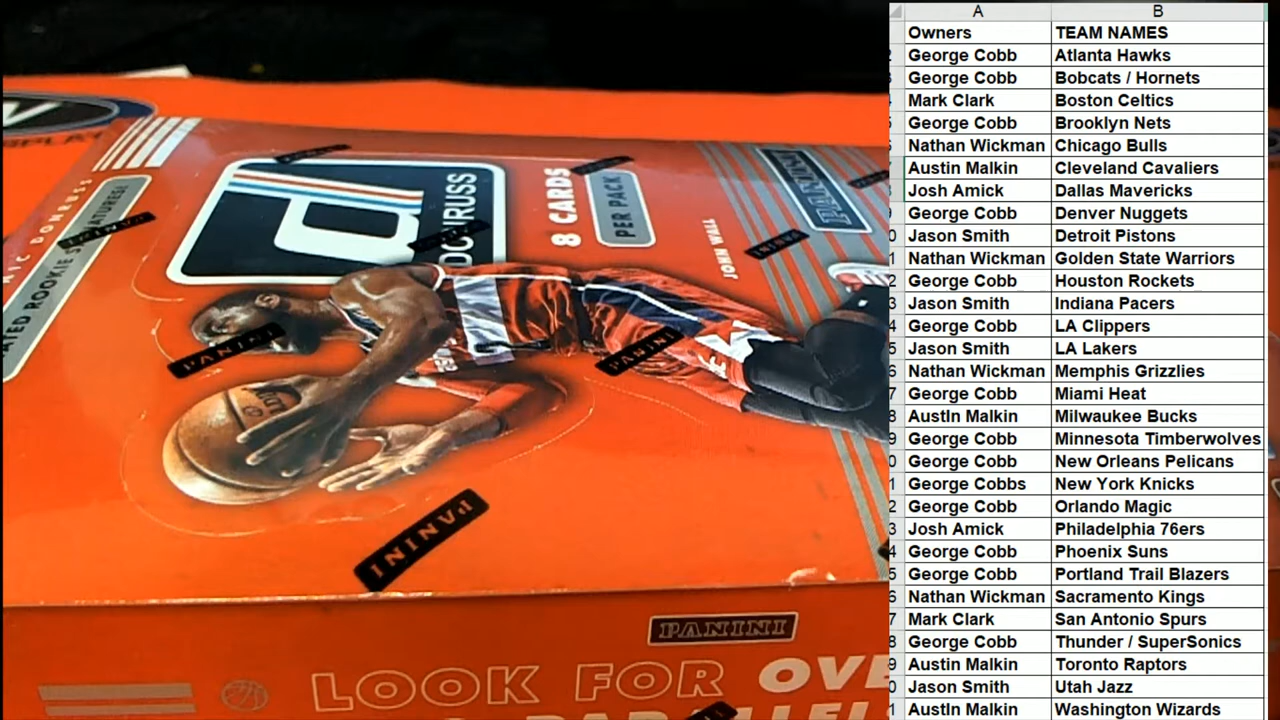 A B
Owners TEAM NAMES
George Cobb Atlanta Hawks
George Cobb Bobcats / Hornets
Mark Clark Boston Celtics
George Cobb Brooklyn Nets
Nathan Wickman Chicago Bulls
Austin Malkin Cleveland Cavaliers
Josh Amick Dallas Mavericks
George Cobb Denver Nuggets
Jason Smith Detroit Pistons
Nathan Wickman Golden State Warriors
George Cobb Houston Rockets
Jason Smith Indiana Pacers
George Cobb LA Clippers
Jason Smith LA Lakers
Nathan Wickman Memphis Grizzlies
George Cobb Miami Heat
AustIn Malkin Milwaukee Bucks
George Cobb Minnesota Timberwolves
George Cobb New Orleans Pelicans
George Cobbs New York Knicks
George Cobb Orlando Magic
Josh Amick Philadelphia 76ers
George Cobb Phoenix Suns
George Cobb Portland Trail Blazers
Nathan Wickman Sacramento Kings
Mark Clark San Antonio Spurs
George Cobb Thunder / SuperSonics
Austin Malkin Toronto Raptors
Jason Smith Utah Jazz
AustIn Malkin Washington Wizards
DONRUSS
8 CARDS
PER PACK
JOHN WALL
PANINI
PANINI
PANINI
PANINI
PANINI
PANINI
LOOK FOR